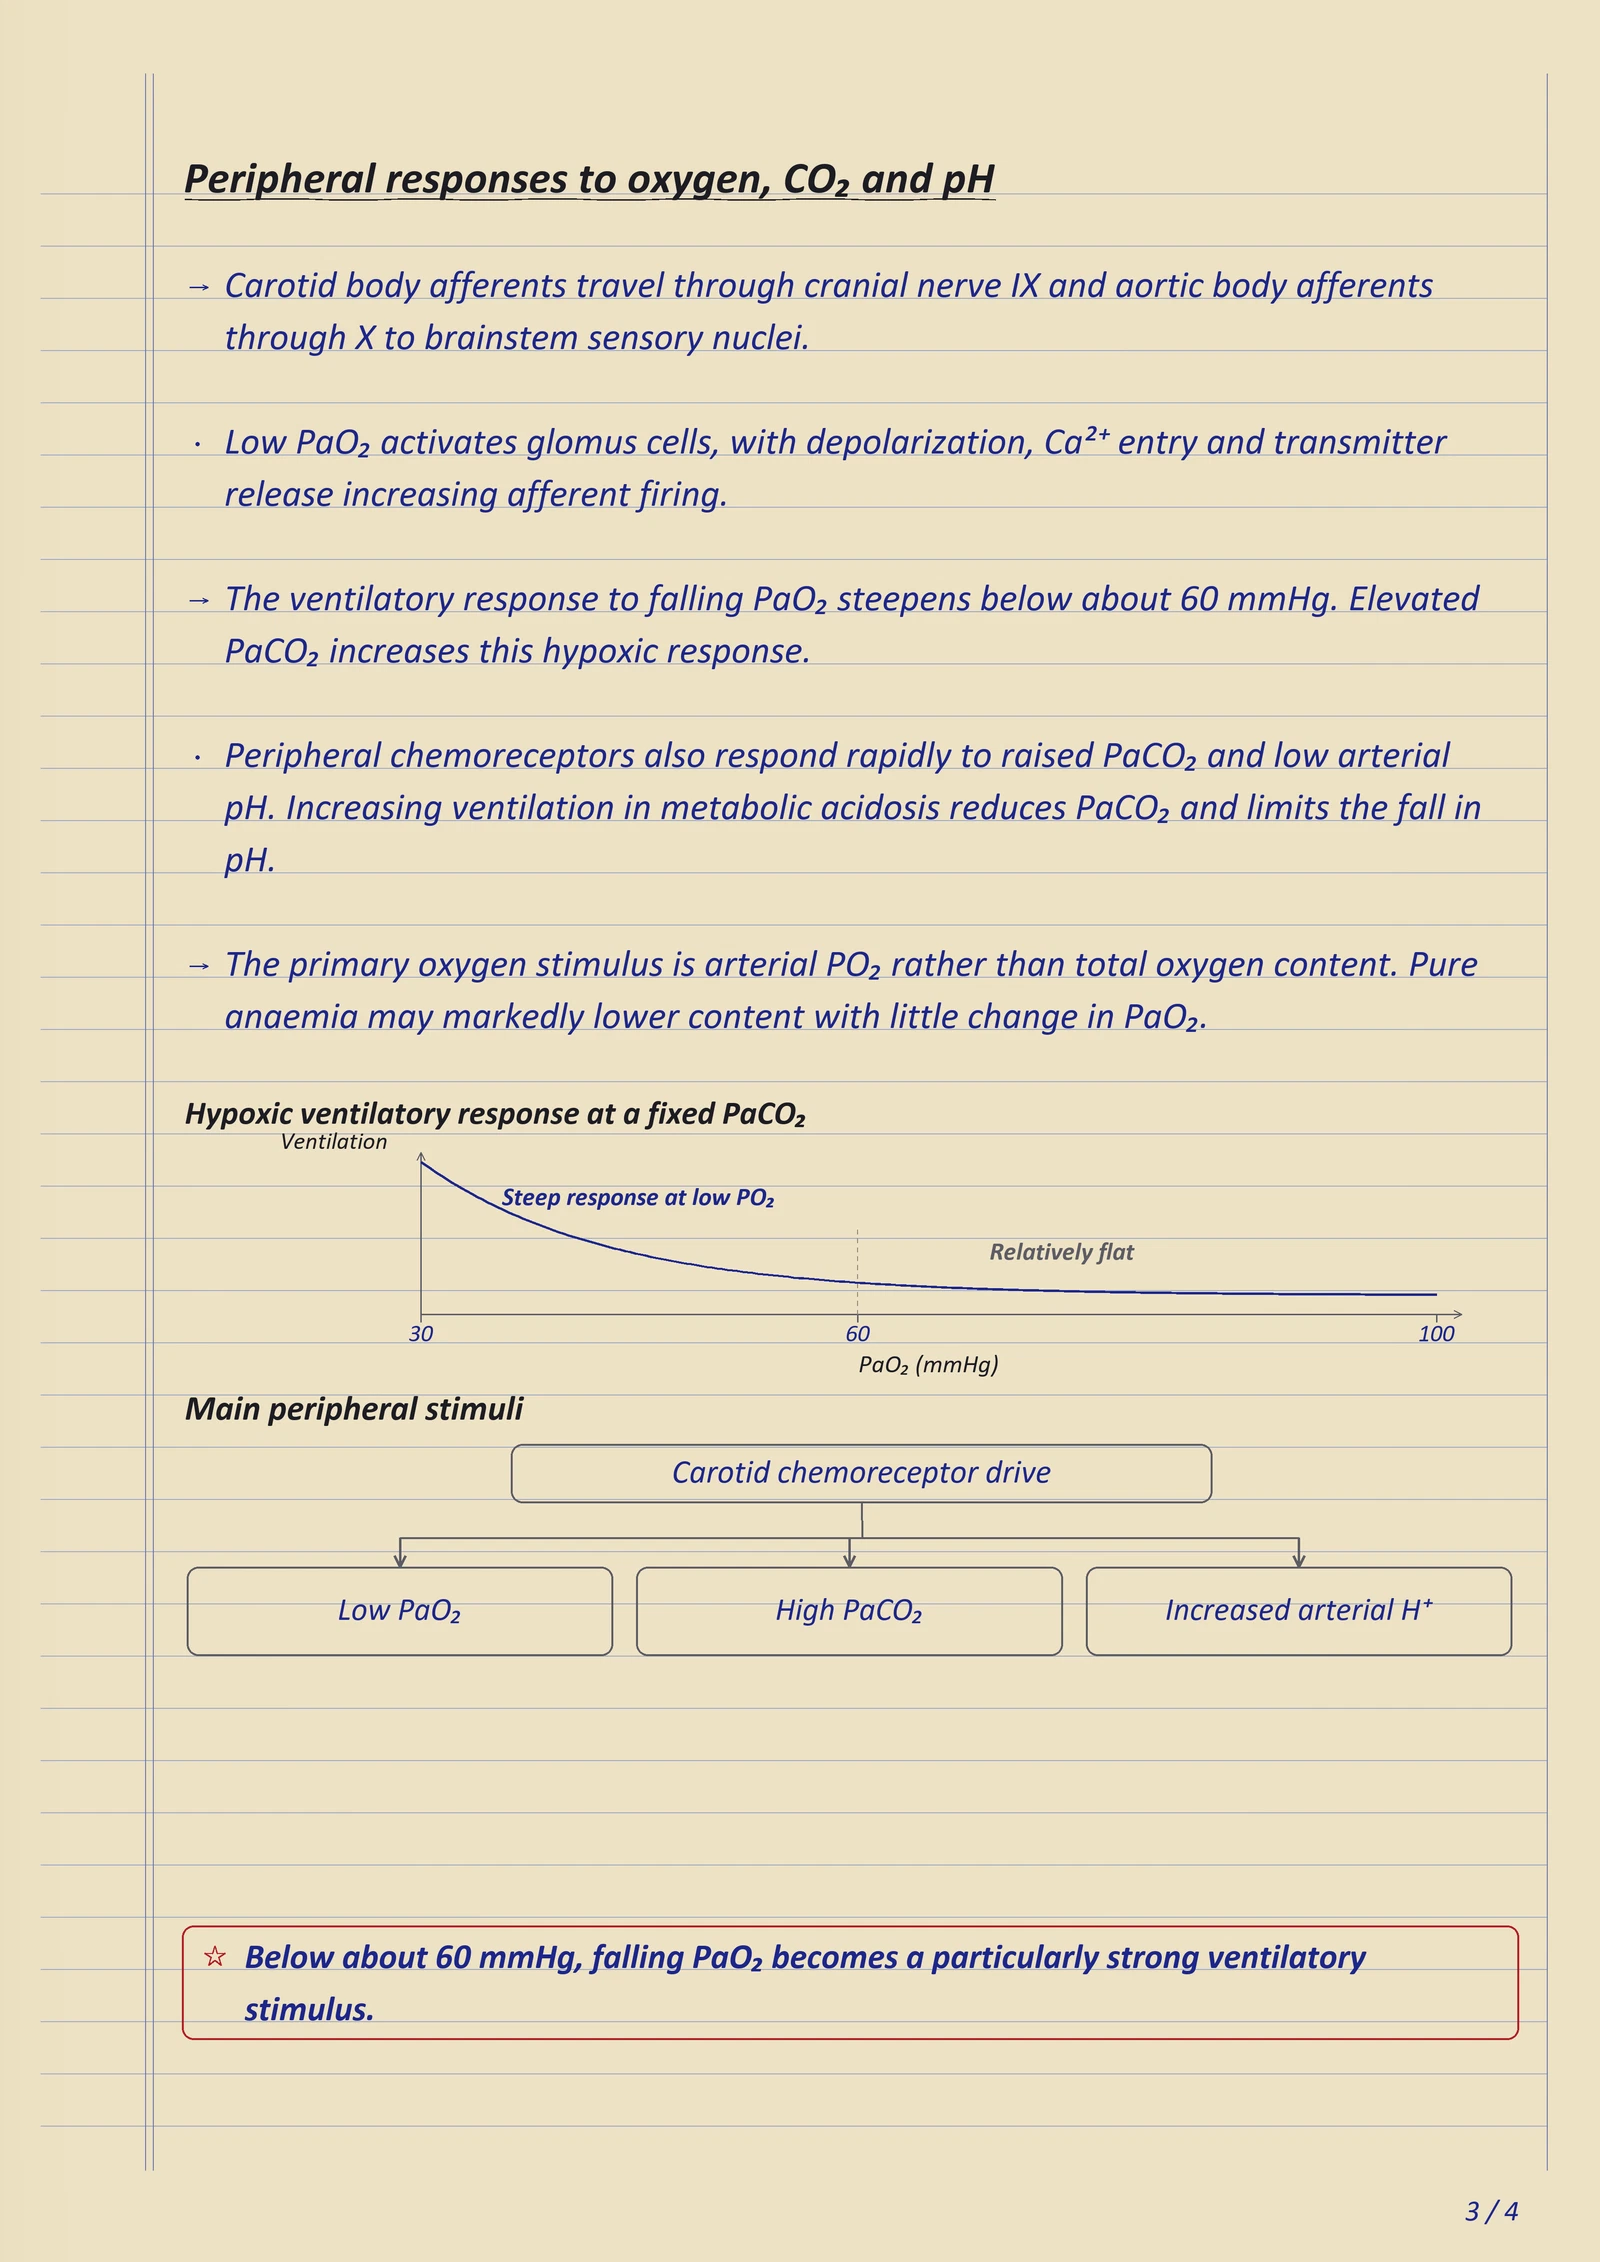 Peripheral responses to oxygen, CO₂ and pH
→ Carotid body afferents travel through cranial nerve IX and aortic body afferents
through X to brainstem sensory nuclei.
· Low PaO₂ activates glomus cells, with depolarization, Ca²⁺ entry and transmitter
release increasing afferent firing.
→ The ventilatory response to falling PaO₂ steepens below about 60 mmHg. Elevated
PaCO₂ increases this hypoxic response.
· Peripheral chemoreceptors also respond rapidly to raised PaCO₂ and low arterial
pH. Increasing ventilation in metabolic acidosis reduces PaCO₂ and limits the fall in
pH.
→ The primary oxygen stimulus is arterial PO₂ rather than total oxygen content. Pure
anaemia may markedly lower content with little change in PaO₂.
Hypoxic ventilatory response at a fixed PaCO₂
Ventilation
Steep response at low PO₂
Relatively flat
30 60 100
PaO₂ (mmHg)
Main peripheral stimuli
Carotid chemoreceptor drive
Low PaO₂ High PaCO₂ Increased arterial H⁺
☆ Below about 60 mmHg, falling PaO₂ becomes a particularly strong ventilatory
stimulus.
3 / 4